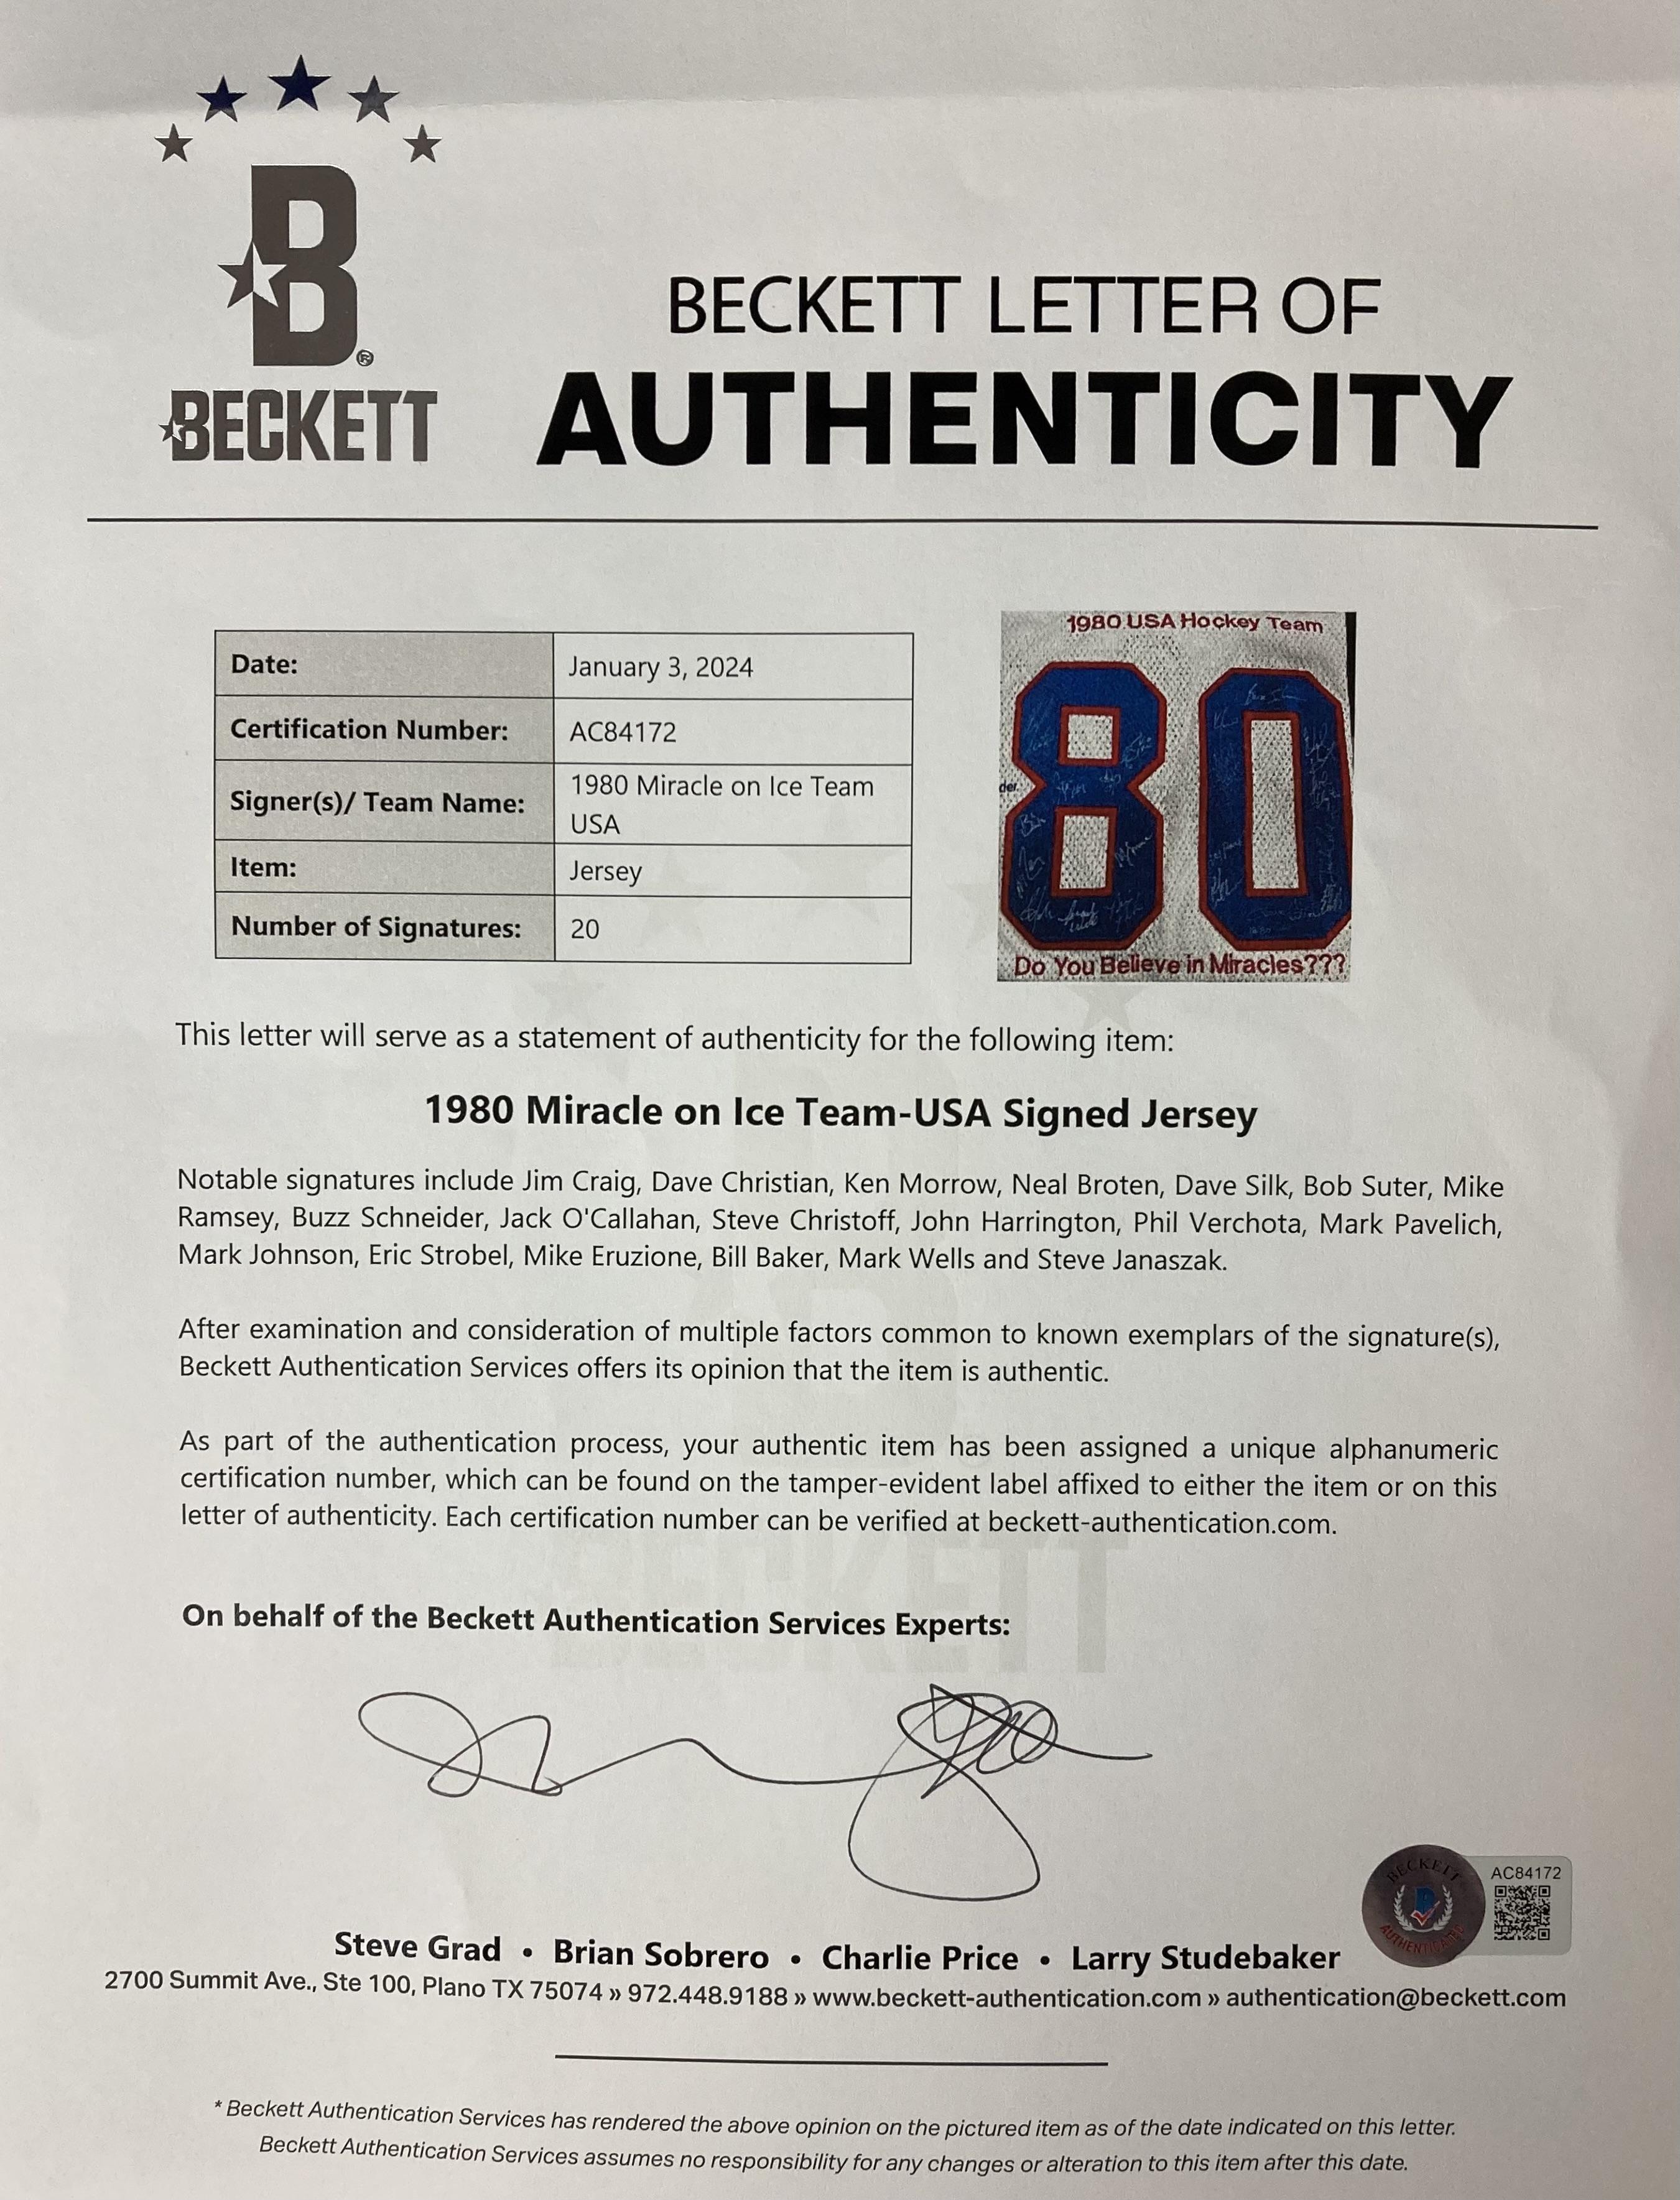 B®
BECKETT
BECKETT LETTER OF
AUTHENTICITY
Date: January 3, 2024
Certification Number: AC84172
Signer(s)/ Team Name: 1980 Miracle on Ice Team
USA
Item: Jersey
Number of Signatures: 20
1980 USA Hockey Team
80
der.
Do You Believe in Miracles???
This letter will serve as a statement of authenticity for the following item:
1980 Miracle on Ice Team-USA Signed Jersey
Notable signatures include Jim Craig, Dave Christian, Ken Morrow, Neal Broten, Dave Silk, Bob Suter, Mike
Ramsey, Buzz Schneider, Jack O'Callahan, Steve Christoff, John Harrington, Phil Verchota, Mark Pavelich,
Mark Johnson, Eric Strobel, Mike Eruzione, Bill Baker, Mark Wells and Steve Janaszak.
After examination and consideration of multiple factors common to known exemplars of the signature(s),
Beckett Authentication Services offers its opinion that the item is authentic.
As part of the authentication process, your authentic item has been assigned a unique alphanumeric
certification number, which can be found on the tamper-evident label affixed to either the item or on this
letter of authenticity. Each certification number can be verified at beckett-authentication.com.
BECKETT
On behalf of the Beckett Authentication Services Experts:
BECKETT
B
AUTHENTICATED
AC84172
Steve Grad • Brian Sobrero • Charlie Price • Larry Studebaker
2700 Summit Ave., Ste 100, Plano TX 75074 » 972.448.9188 » www.beckett-authentication.com » authentication@beckett.com
* Beckett Authentication Services has rendered the above opinion on the pictured item as of the date indicated on this letter.
Beckett Authentication Services assumes no responsibility for any changes or alteration to this item after this date.